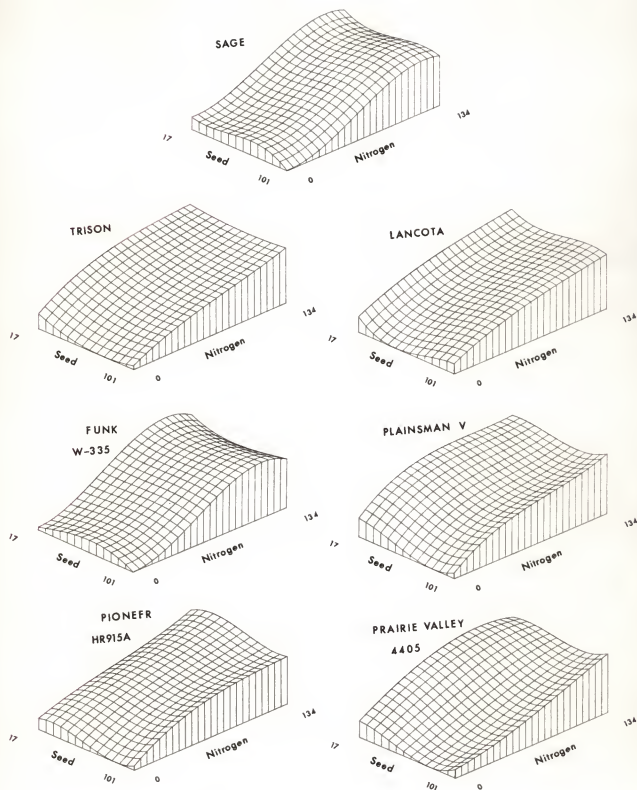 SAGE
17
Seed
101
0
Nitrogen
134
TRISON
17
Seed
101
0
Nitrogen
134
LANCOTA
17
Seed
101
0
Nitrogen
134
FUNK
W-335
17
Seed
101
0
Nitrogen
134
PLAINSMAN V
17
Seed
101
0
Nitrogen
134
PIONEFR
HR915A
17
Seed
101
0
Nitrogen
134
PRAIRIE VALLEY
4405
17
Seed
101
0
Nitrogen
134